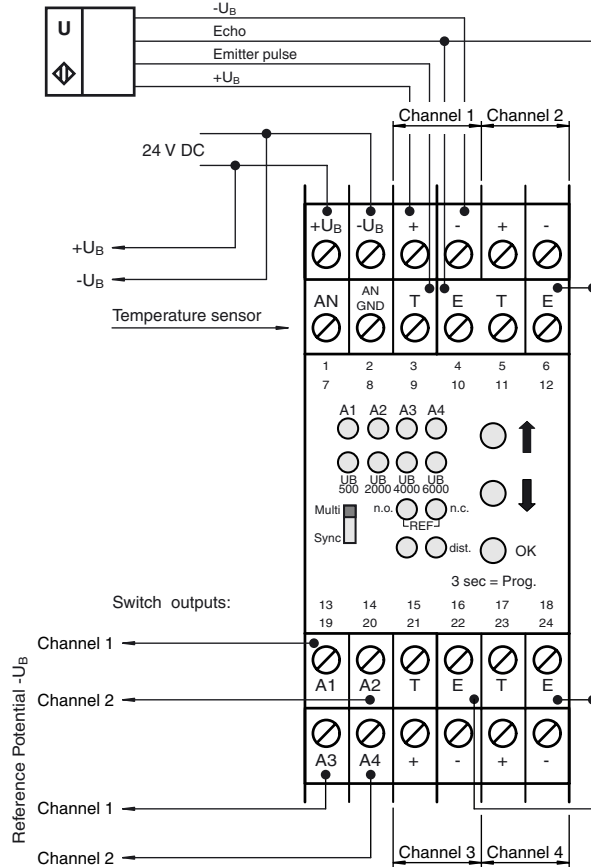 -UB
U
Echo
Emitter pulse
+UB
Channel 1 Channel 2
24 V DC
+UB -UB + - + -
+UB
-UB
AN AN GND T E T E
Temperature sensor
1 2 3 4 5 6
7 8 9 10 11 12
A1 A2 A3 A4
UB UB UB UB
500 2000 4000 6000
Multi n.o. n.c.
REF
Sync dist. OK
3 sec = Prog.
Switch outputs:
13 14 15 16 17 18
19 20 21 22 23 24
Channel 1
A1 A2 T E T E
Channel 2
Reference Potential -UB
A3 A4 + - + -
Channel 1
Channel 2
Channel 3 Channel 4